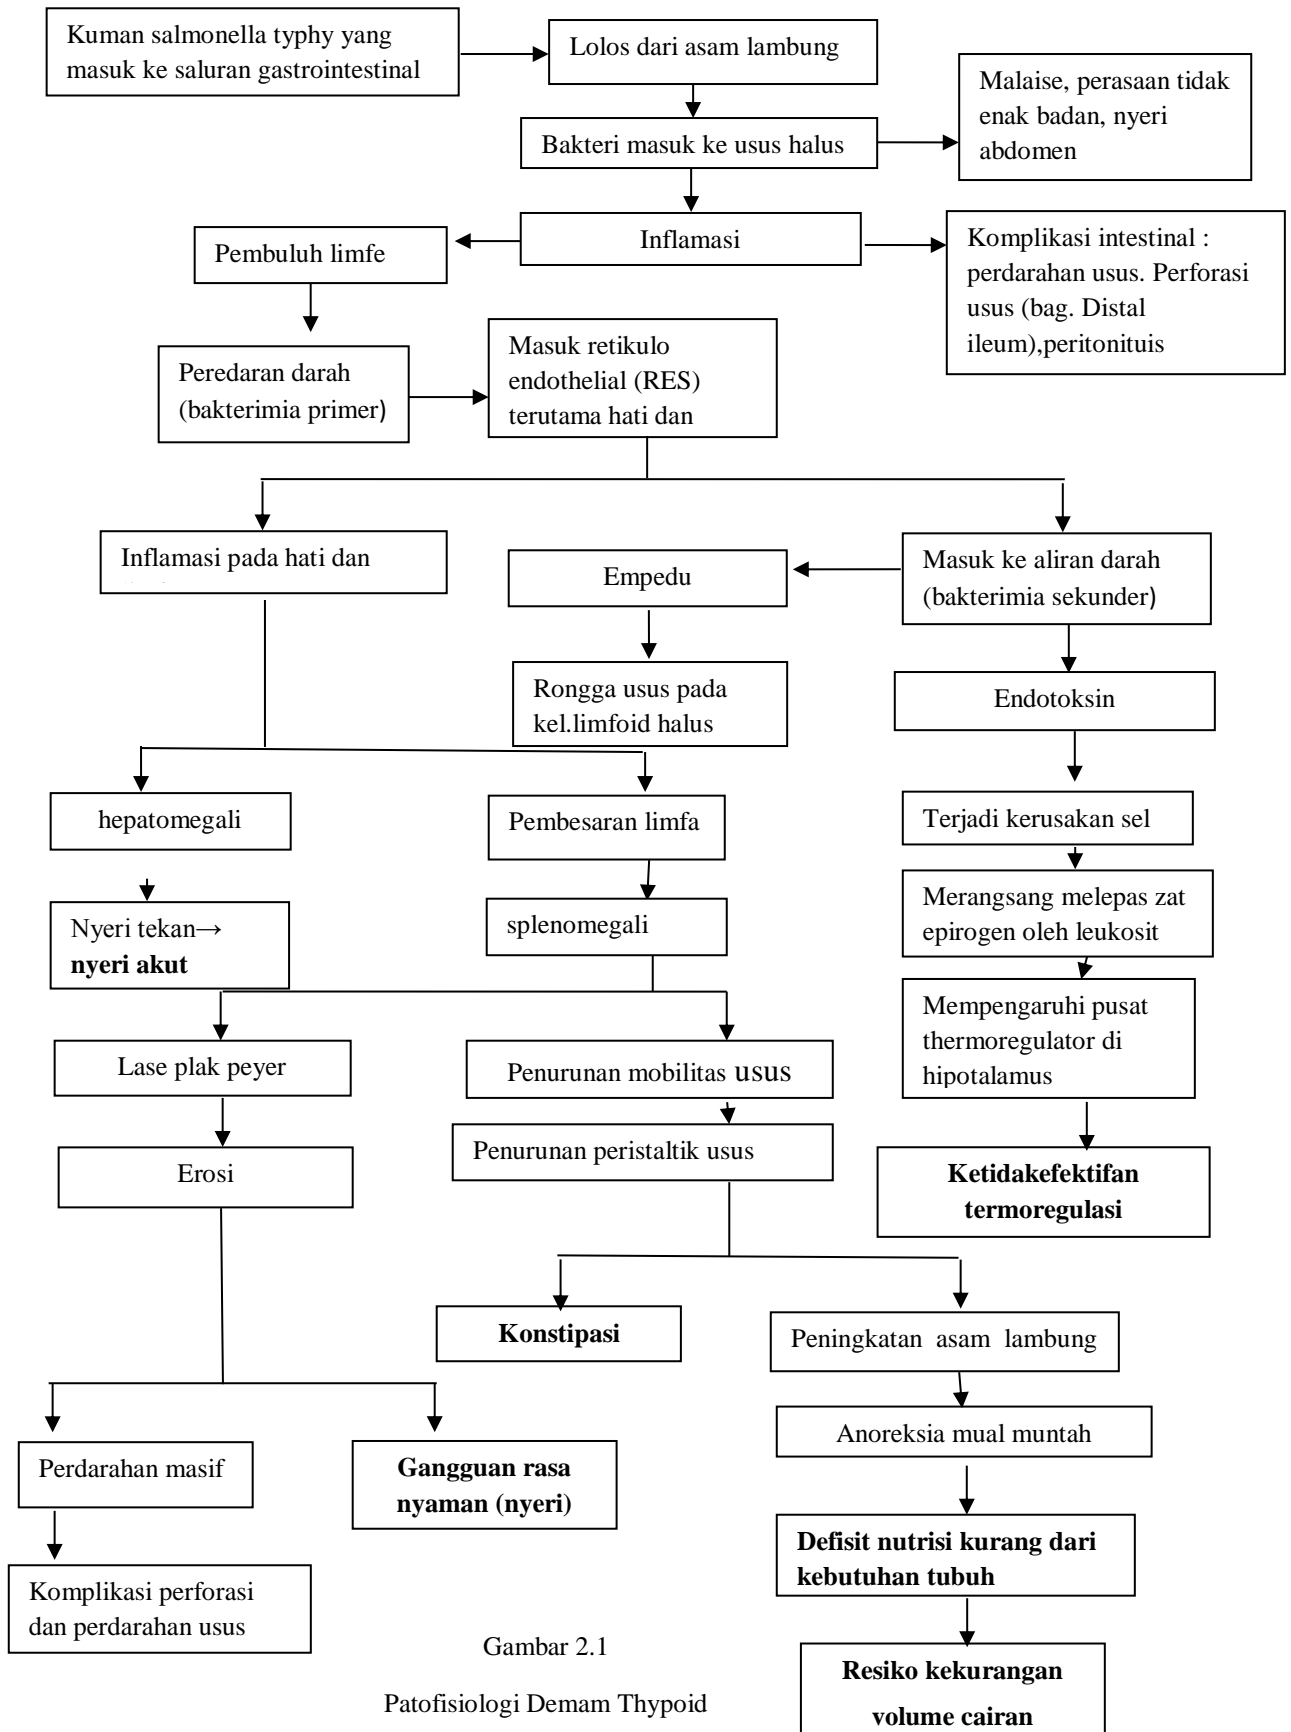 Kuman salmonella typhy yang
masuk ke saluran gastrointestinal
Lolos dari asam lambung
Malaise, perasaan tidak
enak badan, nyeri
abdomen
Bakteri masuk ke usus halus
Inflamasi
Pembuluh limfe
Komplikasi intestinal :
perdarahan usus. Perforasi
usus (bag. Distal
ileum),peritonituis
Peredaran darah
(bakterimia primer)
Masuk retikulo
endothelial (RES)
terutama hati dan
Inflamasi pada hati dan
Empedu
Masuk ke aliran darah
(bakterimia sekunder)
Rongga usus pada
kel.limfoid halus
Endotoksin
hepatomegali
Pembesaran limfa
Terjadi kerusakan sel
Nyeri tekan→
nyeri akut
splenomegali
Merangsang melepas zat
epirogen oleh leukosit
Mempengaruhi pusat
thermoregulator di
hipotalamus
Lase plak peyer
Penurunan mobilitas usus
Erosi
Penurunan peristaltik usus
Ketidakefektifan
termoregulasi
Konstipasi
Peningkatan asam lambung
Anoreksia mual muntah
Perdarahan masif
Gangguan rasa
nyaman (nyeri)
Defisit nutrisi kurang dari
kebutuhan tubuh
Komplikasi perforasi
dan perdarahan usus
Resiko kekurangan
volume cairan
Gambar 2.1
Patofisiologi Demam Thypoid